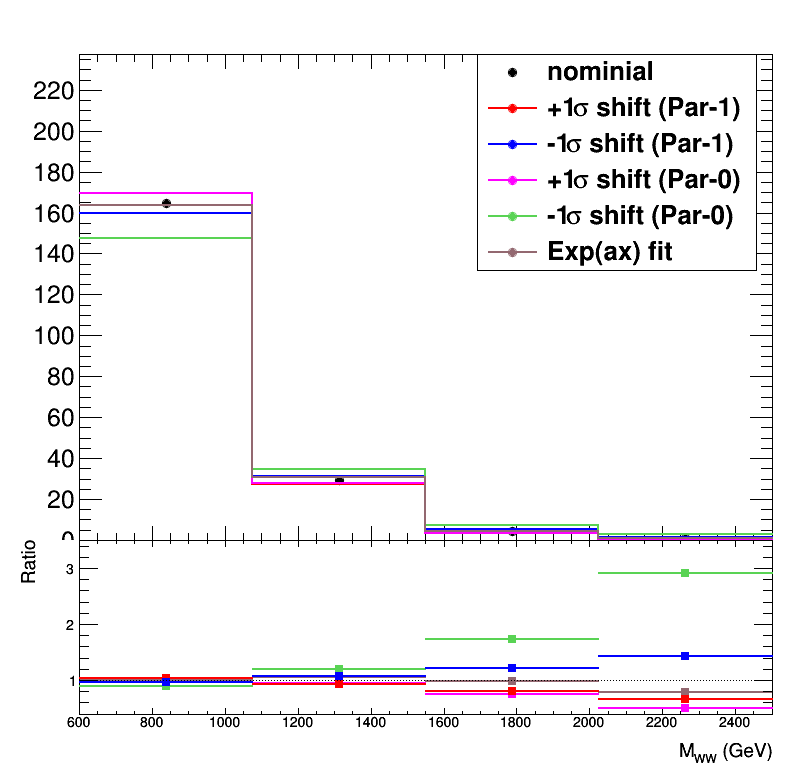 nominial
+1σ shift (Par-1)
-1σ shift (Par-1)
+1σ shift (Par-0)
-1σ shift (Par-0)
Exp(ax) fit
220
200
180
160
140
120
100
80
60
40
20
0
Ratio
3
2
1
600 800 1000 1200 1400 1600 1800 2000 2200 2400
M_WW (GeV)